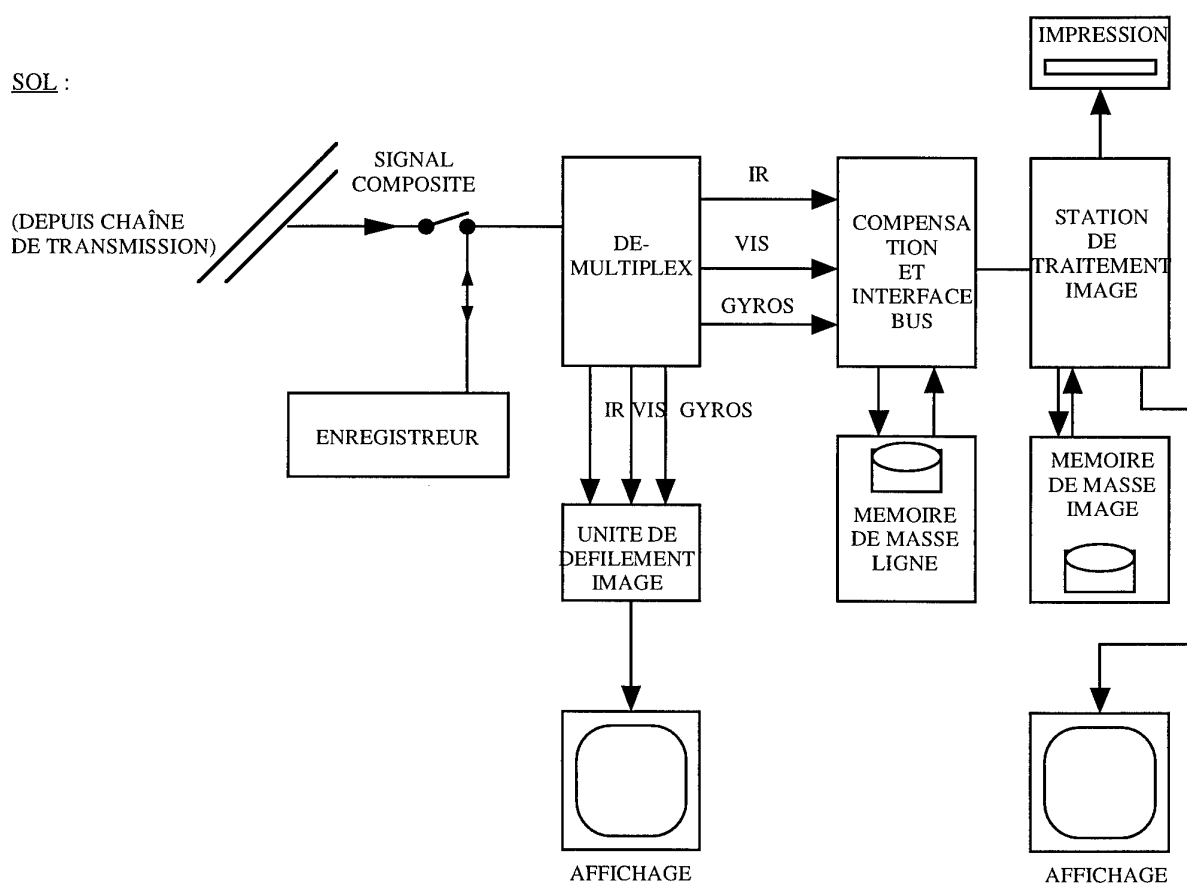 IMPRESSION
SOL :
SIGNAL
COMPOSITE
(DEPUIS CHAÎNE
DE TRANSMISSION)
DE-
MULTIPLEX
IR
VIS
GYROS
COMPENSA
TION
ET
INTERFACE
BUS
STATION
DE
TRAITEMENT
IMAGE
IR VIS GYROS
ENREGISTREUR
UNITE DE
DEFILEMENT
IMAGE
MEMOIRE
DE MASSE
LIGNE
MEMOIRE
DE MASSE
IMAGE
AFFICHAGE
AFFICHAGE